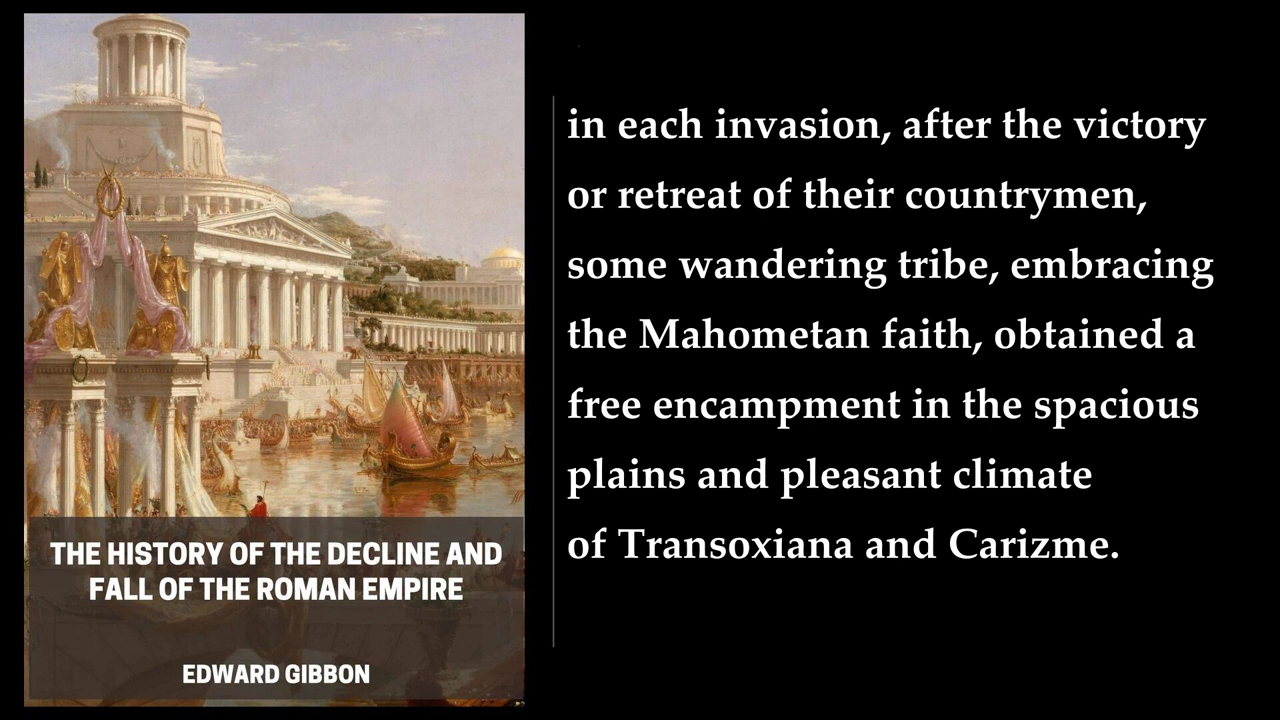 THE HISTORY OF THE DECLINE AND
FALL OF THE ROMAN EMPIRE
EDWARD GIBBON
in each invasion, after the victory
or retreat of their countrymen,
some wandering tribe, embracing
the Mahometan faith, obtained a
free encampment in the spacious
plains and pleasant climate
of Transoxiana and Carizme.